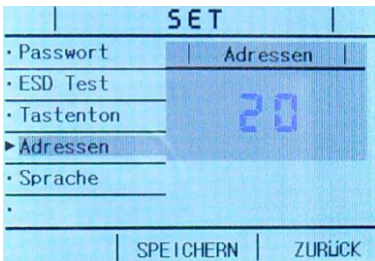 SET
Passwort
Adressen
ESD Test
20
Tastenton
Adressen
Sprache
SPEICHERN
ZURÜCK